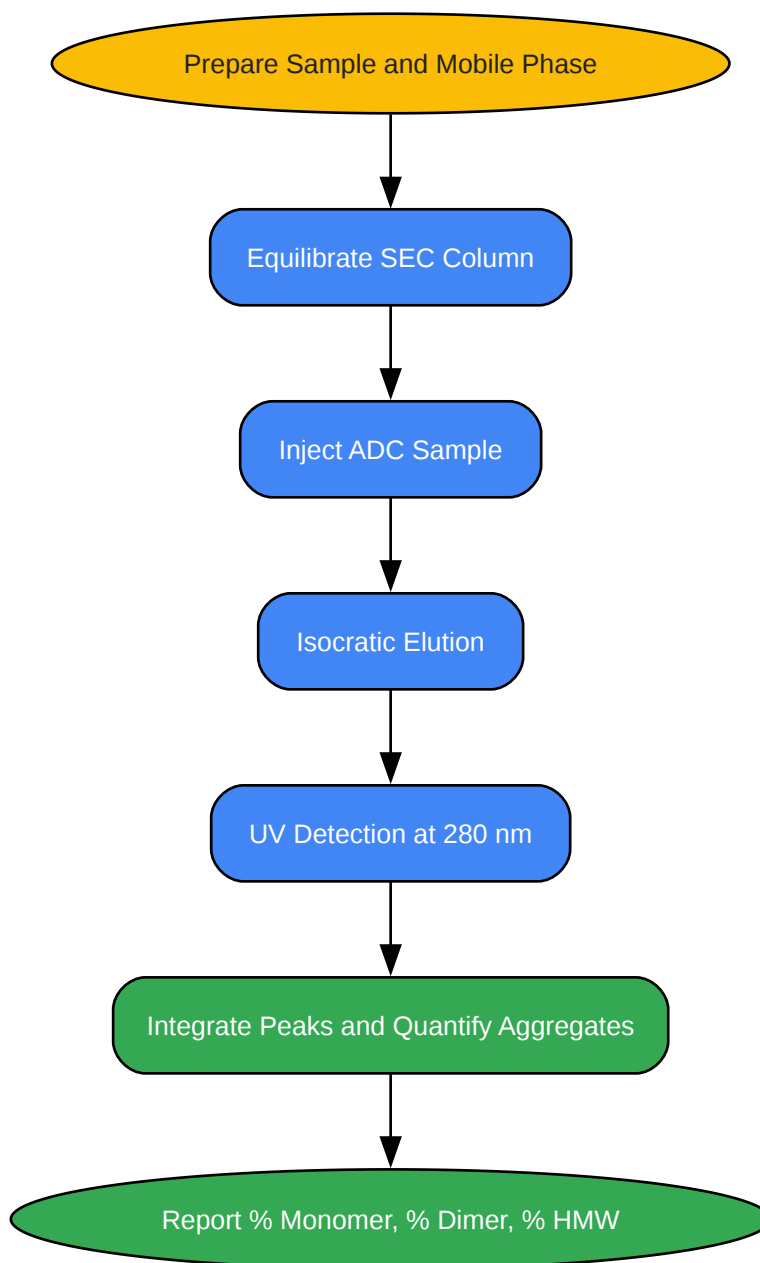 Prepare Sample and Mobile Phase
Equilibrate SEC Column
Inject ADC Sample
Isocratic Elution
UV Detection at 280 nm
Integrate Peaks and Quantify Aggregates
Report % Monomer, % Dimer, % HMW